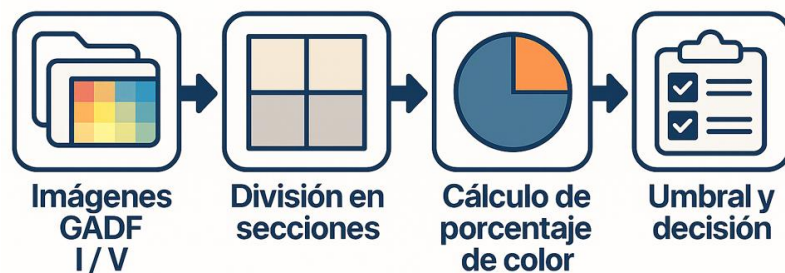 Imágenes
GADF
I / V
División en
secciones
Cálculo de
porcentaje
de color
Umbral y
decisión